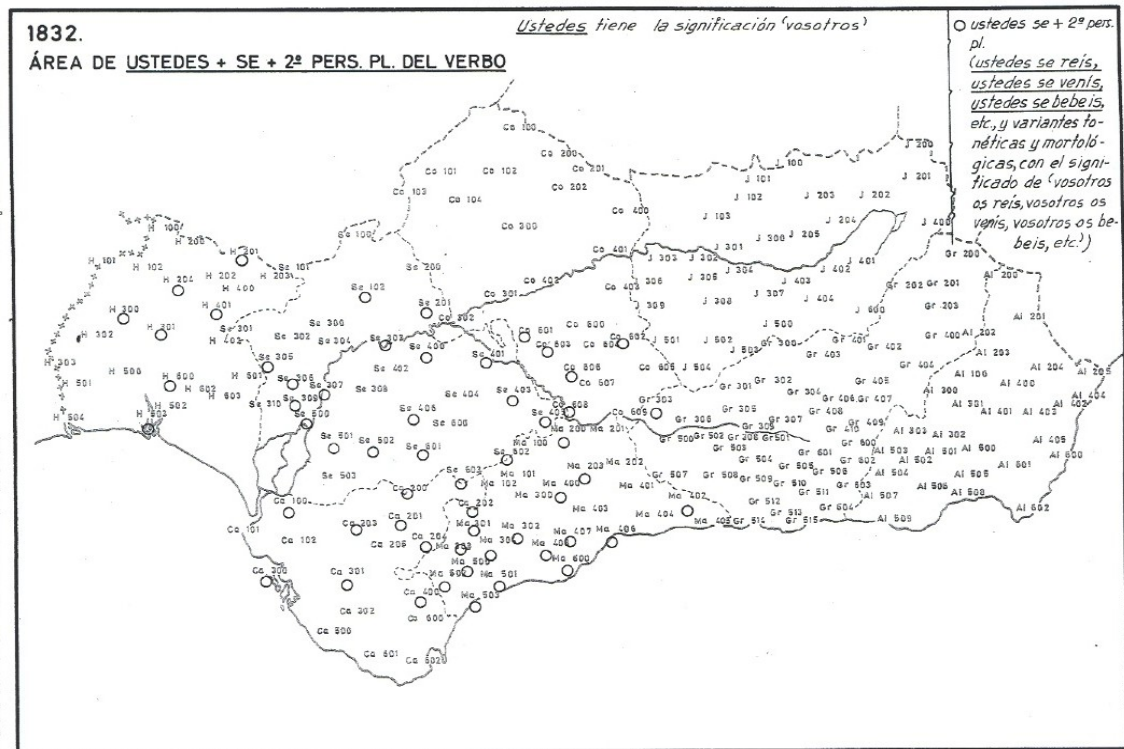 1832.
ÁREA DE USTEDES + SE + 2ª PERS. PL. DEL VERBO
Ustedes tiene la significación 'vosotros'
ustedes se + 2ª pers.
pl.
(ustedes se reís,
ustedes se venís,
ustedes se bebeis,
etc., y variantes fo-
néticas y morfoló-
gicas, con el signi-
ficado de 'vosotros
os reís, vosotros os
venís, vosotros os be-
beis, etc.')
H 100
H 200
H 101
H 102
H 201
H 202
H 203
H 204
H 400
H 300
H 401
H 302
H 301
H 402
H 303
H 500
H 600
H 501
H 602
H 603
H 502
H 503
H 504
Se 100
Se 101
Se 102
Se 200
Se 201
Se 300
Se 301
Se 302
Se 303
Se 304
Se 305
Se 306
Se 307
Se 308
Se 309
Se 310
Se 400
Se 401
Se 402
Se 403
Se 404
Se 405
Se 406
Se 500
Se 501
Se 502
Se 503
Se 600
Se 601
Se 602
Se 603
Co 100
Co 101
Co 102
Co 103
Co 104
Co 200
Co 201
Co 202
Co 300
Co 301
Co 302
Co 400
Co 401
Co 402
Co 403
Co 600
Co 601
Co 602
Co 603
Co 604
Co 605
Co 606
Co 607
Co 608
Co 609
J 100
J 101
J 102
J 103
J 200
J 201
J 202
J 203
J 204
J 205
J 300
J 301
J 302
J 303
J 304
J 306
J 307
J 308
J 309
J 400
J 401
J 402
J 403
J 404
J 500
J 501
J 502
J 503
J 504
J 600
Ca 100
Ca 101
Ca 102
Ca 200
Ca 201
Ca 202
Ca 203
Ca 204
Ca 205
Ca 300
Ca 301
Ca 302
Ca 400
Ca 500
Ca 600
Ca 601
Ca 602
Ma 100
Ma 101
Ma 102
Ma 200
Ma 201
Ma 202
Ma 203
Ma 300
Ma 301
Ma 302
Ma 303
Ma 400
Ma 401
Ma 402
Ma 403
Ma 404
Ma 405
Ma 406
Ma 407
Ma 408
Ma 500
Ma 501
Ma 502
Ma 503
Ma 600
Gr 200
Gr 201
Gr 202
Gr 203
Gr 300
Gr 301
Gr 302
Gr 303
Gr 304
Gr 305
Gr 306
Gr 307
Gr 308
Gr 309
Gr 400
Gr 401
Gr 402
Gr 403
Gr 404
Gr 405
Gr 406
Gr 407
Gr 408
Gr 409
Gr 410
Gr 500
Gr 501
Gr 502
Gr 503
Gr 504
Gr 505
Gr 506
Gr 507
Gr 508
Gr 509
Gr 510
Gr 511
Gr 512
Gr 513
Gr 514
Gr 515
Gr 600
Gr 601
Gr 602
Gr 603
Gr 604
Al 100
Al 200
Al 201
Al 202
Al 203
Al 205
Al 300
Al 301
Al 302
Al 303
Al 400
Al 401
Al 402
Al 403
Al 404
Al 405
Al 500
Al 501
Al 502
Al 503
Al 504
Al 505
Al 506
Al 507
Al 508
Al 509
Al 600
Al 601
Al 602